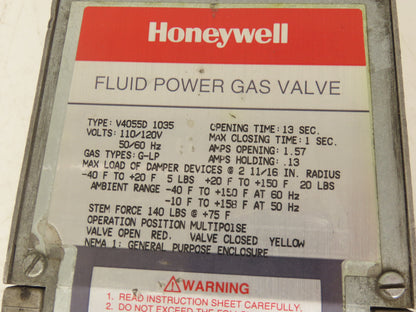 Honeywell
FLUID POWER GAS VALVE
TYPE: V4055D 1035 OPENING TIME: 13 SEC.
VOLTS: 110/120V MAX CLOSING TIME: 1 SEC.
50/60 Hz AMPS OPENING: 1.57
GAS TYPES: G-LP AMPS HOLDING: .13
MAX LOAD OF DAMPER DEVICES @ 2 11/16 IN. RADIUS
-40 F TO +20 F 5 LBS +20 F TO +150 F 20 LBS
AMBIENT RANGE -40 F TO +150 F AT 60 Hz
-10 F TO +158 F AT 50 Hz
STEM FORCE 140 LBS @ +75 F
OPERATION POSITION MULTIPOISE
VALVE OPEN RED. VALVE CLOSED YELLOW
NEMA 1: GENERAL PURPOSE ENCLOSURE
WARNING
1. READ INSTRUCTION SHEET CAREFULLY.
2. DO NOT EXCEED THE